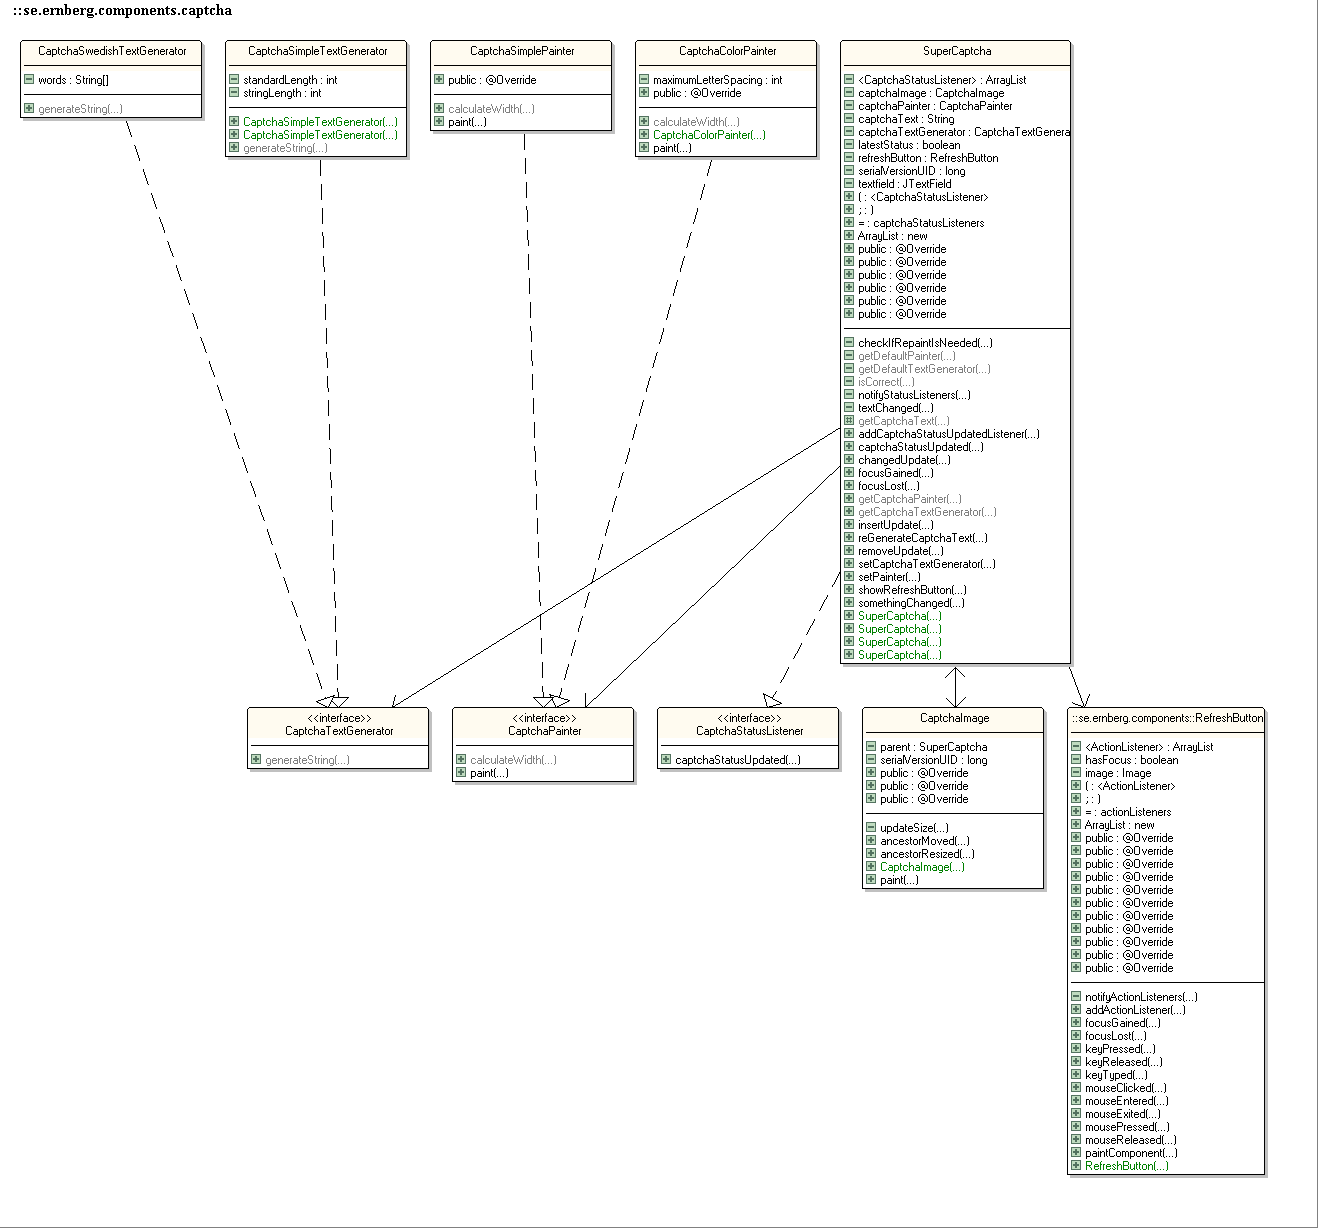 ::se.ernberg.components.captcha
CaptchaSwedishTextGenerator
words : String[]
generateString(...)
CaptchaSimpleTextGenerator
standardLength : int
stringLength : int
CaptchaSimpleTextGenerator(...)
CaptchaSimpleTextGenerator(...)
generateString(...)
CaptchaSimplePainter
public : @Override
calculateWidth(...)
paint(...)
CaptchaColorPainter
maximumLetterSpacing : int
public : @Override
calculateWidth(...)
CaptchaColorPainter(...)
paint(...)
SuperCaptcha
<CaptchaStatusListener> : ArrayList
captchaImage : CaptchaImage
captchaPainter : CaptchaPainter
captchaText : String
captchaTextGenerator : CaptchaTextGenera
latestStatus : boolean
refreshButton : RefreshButton
serialVersionUID : long
textfield : JTextField
( : <CaptchaStatusListener>
; : )
= : captchaStatusListeners
ArrayList : new
public : @Override
public : @Override
public : @Override
public : @Override
public : @Override
public : @Override
checkIfRepaintIsNeeded(...)
getDefaultPainter(...)
getDefaultTextGenerator(...)
isCorrect(...)
notifyStatusListeners(...)
textChanged(...)
getCaptchaText(...)
addCaptchaStatusUpdatedListener(...)
captchaStatusUpdated(...)
changedUpdate(...)
focusGained(...)
focusLost(...)
getCaptchaPainter(...)
getCaptchaTextGenerator(...)
insertUpdate(...)
reGenerateCaptchaText(...)
removeUpdate(...)
setCaptchaTextGenerator(...)
setPainter(...)
showRefreshButton(...)
somethingChanged(...)
SuperCaptcha(...)
SuperCaptcha(...)
SuperCaptcha(...)
SuperCaptcha(...)
<<interface>>
CaptchaTextGenerator
generateString(...)
<<interface>>
CaptchaPainter
calculateWidth(...)
paint(...)
<<interface>>
CaptchaStatusListener
captchaStatusUpdated(...)
CaptchaImage
parent : SuperCaptcha
serialVersionUID : long
public : @Override
public : @Override
public : @Override
updateSize(...)
ancestorMoved(...)
ancestorResized(...)
CaptchaImage(...)
paint(...)
::se.ernberg.components::RefreshButton
<ActionListener> : ArrayList
hasFocus : boolean
image : Image
( : <ActionListener>
; : )
= : actionListeners
ArrayList : new
public : @Override
public : @Override
public : @Override
public : @Override
public : @Override
public : @Override
public : @Override
public : @Override
public : @Override
public : @Override
public : @Override
notifyActionListeners(...)
addActionListener(...)
focusGained(...)
focusLost(...)
keyPressed(...)
keyReleased(...)
keyTyped(...)
mouseClicked(...)
mouseEntered(...)
mouseExited(...)
mousePressed(...)
mouseReleased(...)
paintComponent(...)
RefreshButton(...)